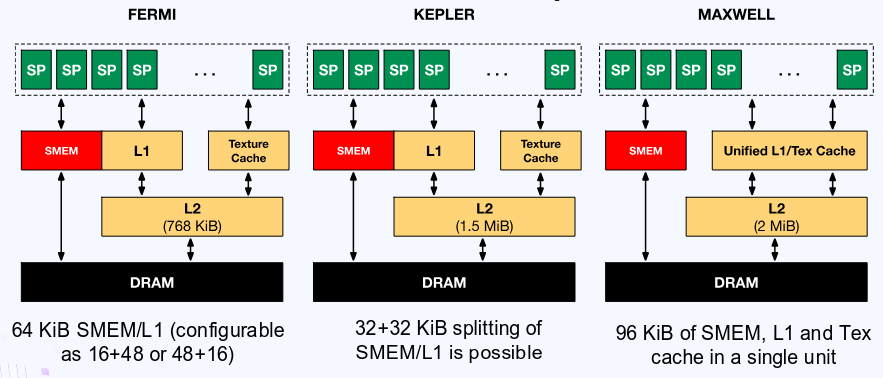 FERMI
SP SP SP SP ... SP
SMEM L1
Texture
Cache
L2
(768 KiB)
DRAM
64 KiB SMEM/L1 (configurable
as 16+48 or 48+16)
KEPLER
SP SP SP SP ... SP
SMEM L1
Texture
Cache
L2
(1.5 MiB)
DRAM
32+32 KiB splitting of
SMEM/L1 is possible
MAXWELL
SP SP SP SP ... SP
SMEM Unified L1/Tex Cache
L2
(2 MiB)
DRAM
96 KiB of SMEM, L1 and Tex
cache in a single unit